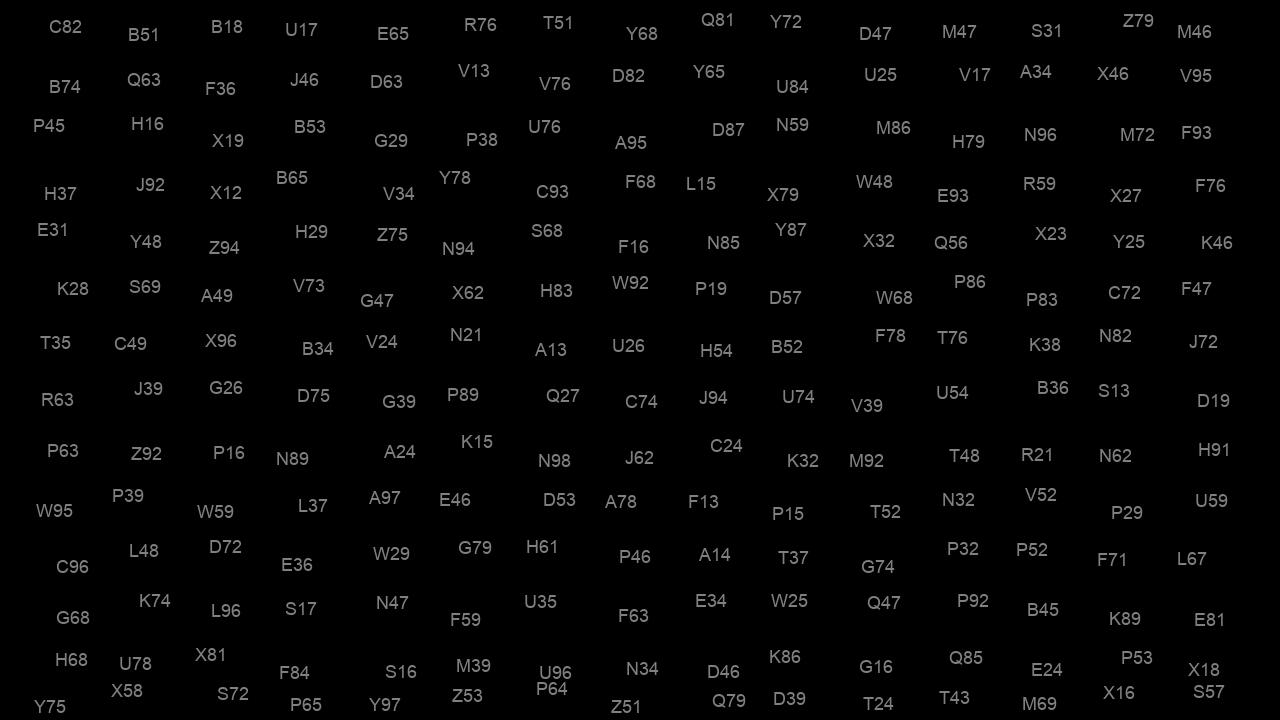 C82 B51 B18 U17 E65 R76 T51 Y68 Q81 Y72 D47 M47 S31 Z79 M46
B74 Q63 F36 J46 D63 V13 V76 D82 Y65 U84 U25 V17 A34 X46 V95
P45 H16 X19 B53 G29 P38 U76 A95 D87 N59 M86 H79 N96 M72 F93
H37 J92 X12 B65 V34 Y78 C93 F68 L15 X79 W48 E93 R59 X27 F76
E31 Y48 Z94 H29 Z75 N94 S68 F16 N85 Y87 X32 Q56 X23 Y25 K46
K28 S69 A49 V73 G47 X62 H83 W92 P19 D57 W68 P86 P83 C72 F47
T35 C49 X96 B34 V24 N21 A13 U26 H54 B52 F78 T76 K38 N82 J72
R63 J39 G26 D75 G39 P89 Q27 C74 J94 U74 V39 U54 B36 S13 D19
P63 Z92 P16 N89 A24 K15 N98 J62 C24 K32 M92 T48 R21 N62 H91
W95 P39 W59 L37 A97 E46 D53 A78 F13 P15 T52 N32 V52 P29 U59
C96 L48 D72 E36 W29 G79 H61 P46 A14 T37 G74 P32 P52 F71 L67
G68 K74 L96 S17 N47 F59 U35 F63 E34 W25 Q47 P92 B45 K89 E81
H68 U78 X81 F84 S16 M39 U96 N34 D46 K86 G16 Q85 E24 P53 X18
Y75 X58 S72 P65 Y97 Z53 P64 Z51 Q79 D39 T24 T43 M69 X16 S57